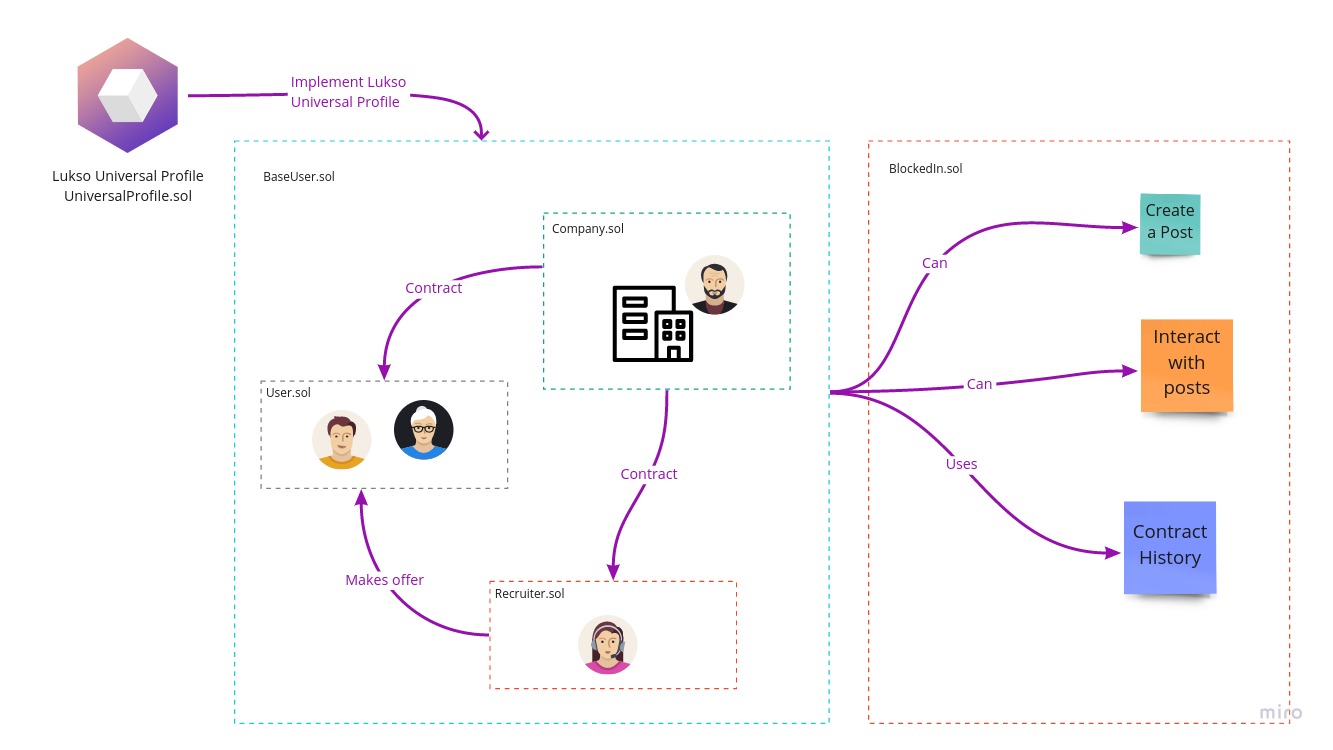 Implement Lukso
Universal Profile
Lukso Universal Profile
UniversalProfile.sol
BaseUser.sol
Company.sol
Contract
User.sol
Contract
Makes offer
Recruiter.sol
BlockedIn.sol
Can
Create
a Post
Can
Interact
with
posts
Uses
Contract
History
miro